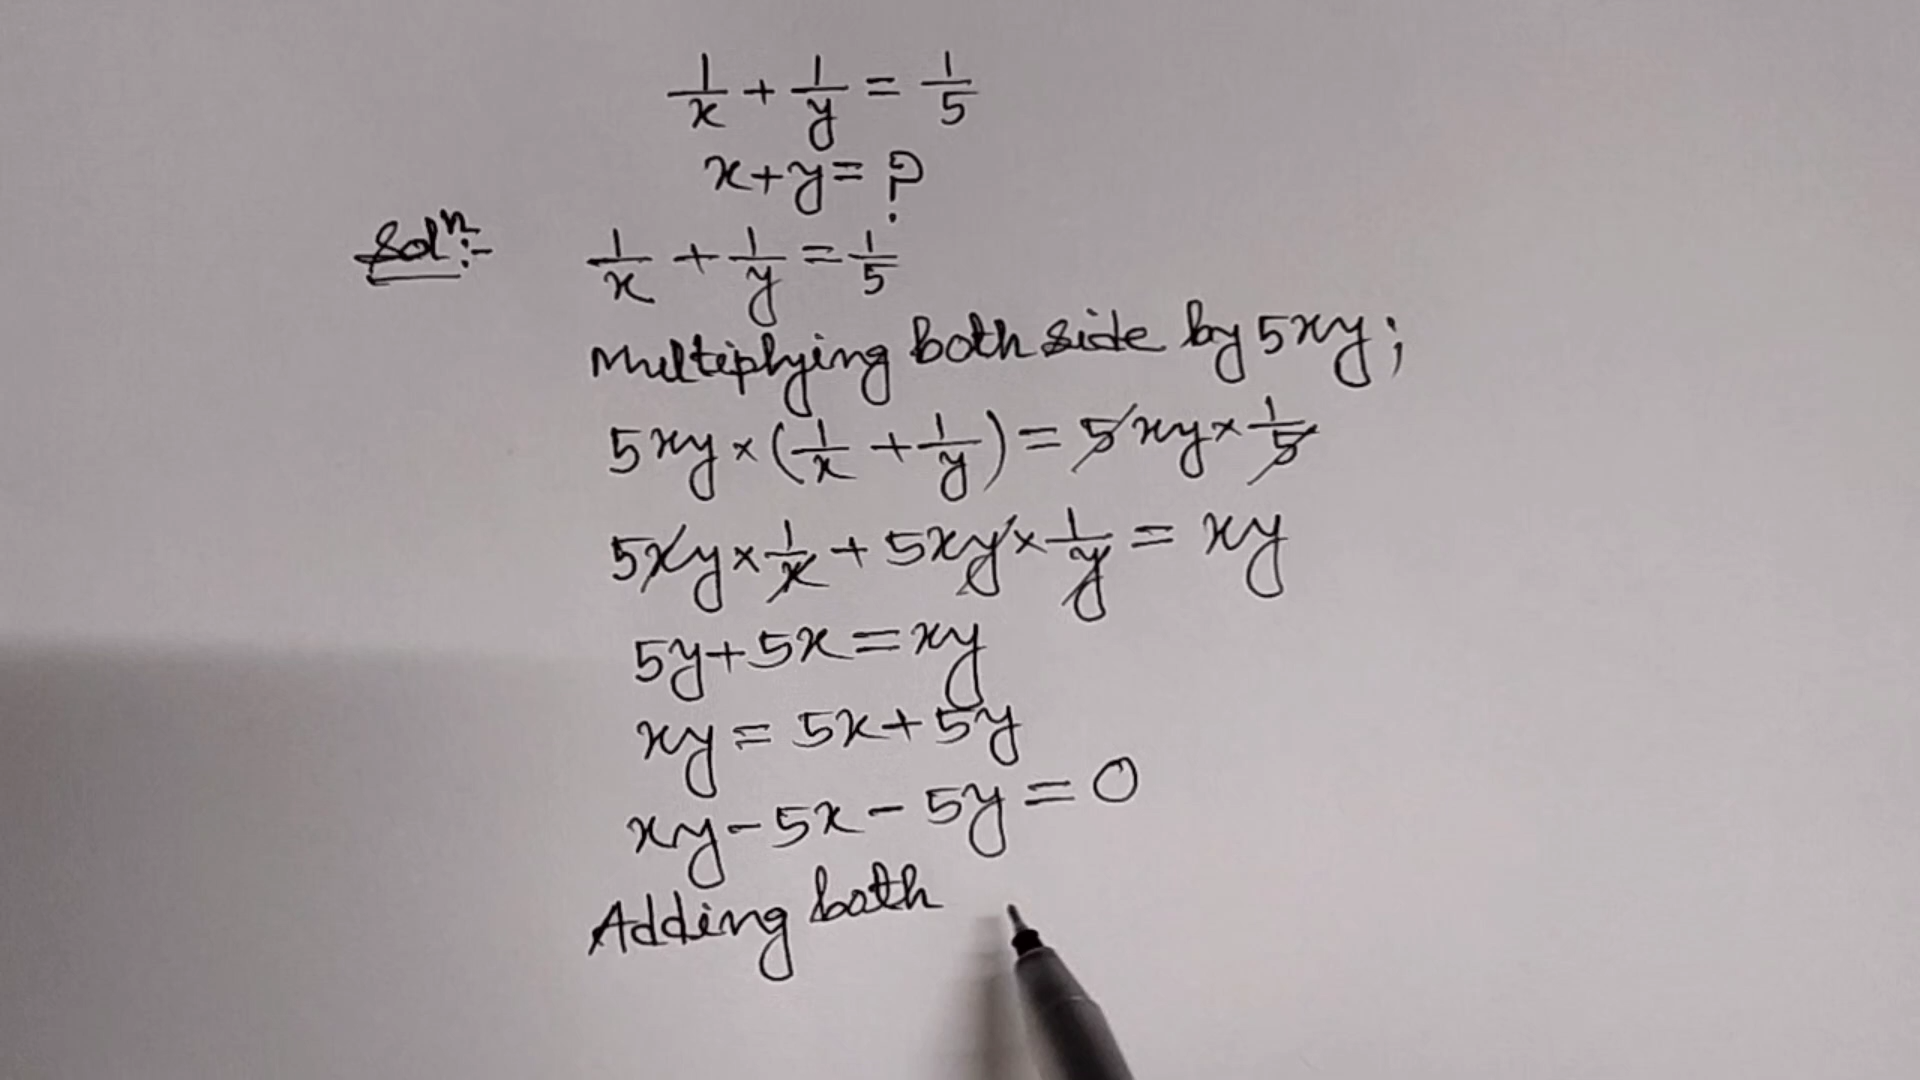 1/x + 1/y = 1/5
x+y= ?
Solⁿ:- 1/x + 1/y = 1/5
Multiplying both side by 5xy;
5xy × (1/x + 1/y) = 5xy × 1/5
5xy × 1/x + 5xy × 1/y = xy
5y+5x = xy
xy = 5x+5y
xy - 5x - 5y = 0
Adding both